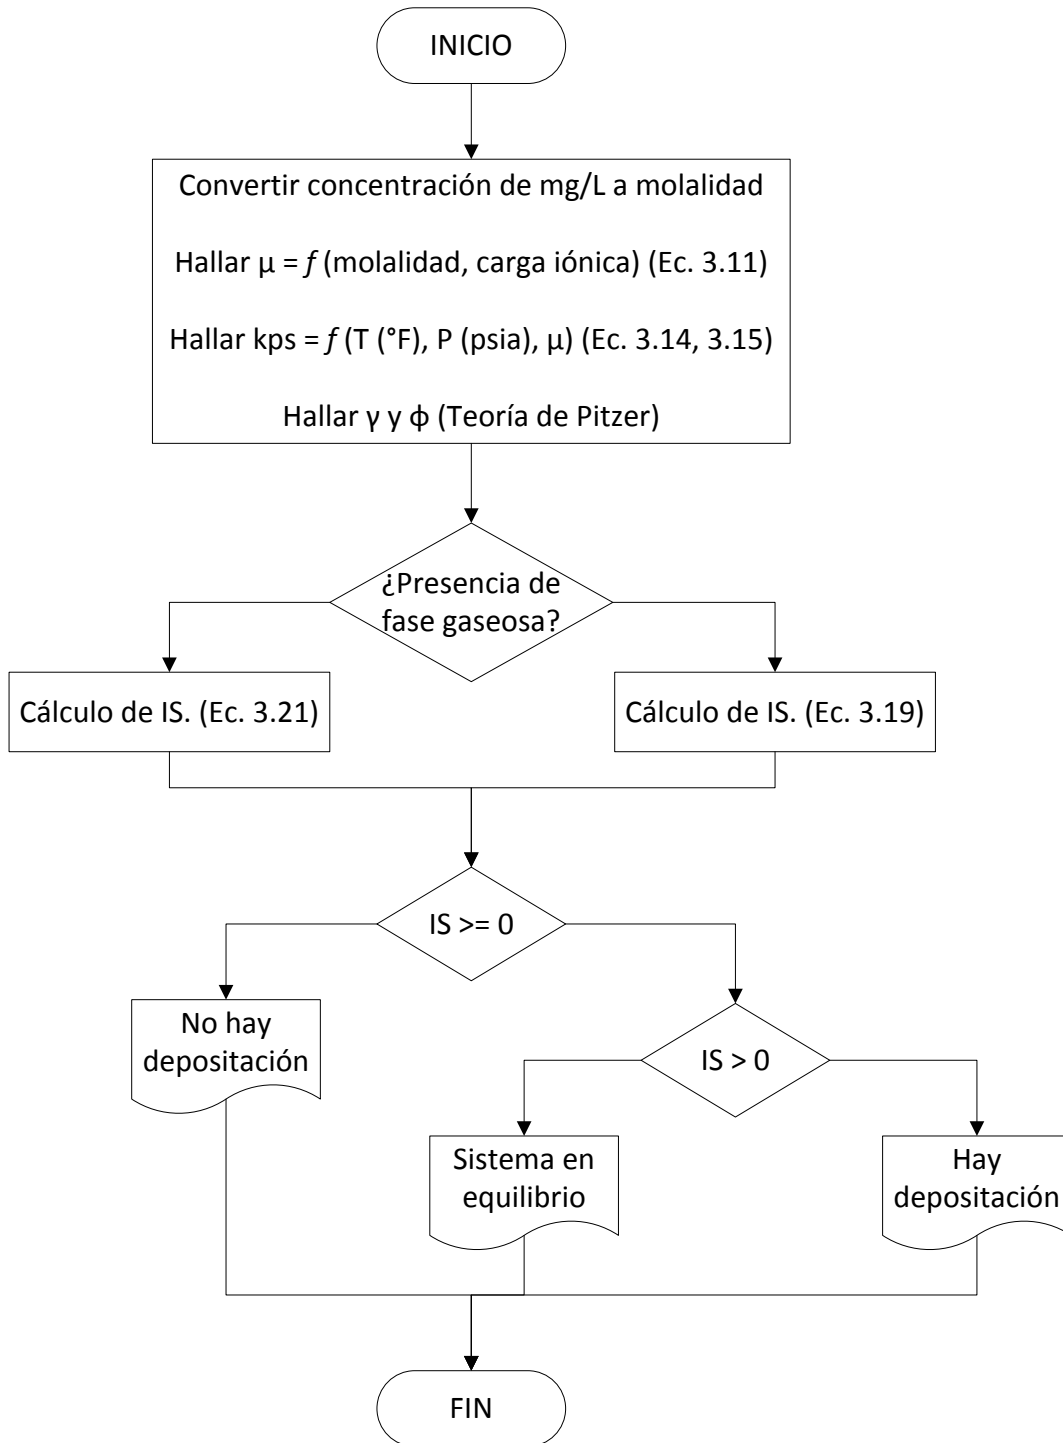 INICIO
Convertir concentración de mg/L a molalidad
Hallar μ = f (molalidad, carga iónica) (Ec. 3.11)
Hallar kps = f (T (°F), P (psia), μ) (Ec. 3.14, 3.15)
Hallar γ y ϕ (Teoría de Pitzer)
¿Presencia de
fase gaseosa?
Cálculo de IS. (Ec. 3.21)
Cálculo de IS. (Ec. 3.19)
IS >= 0
No hay
depositación
IS > 0
Sistema en
equilibrio
Hay
depositación
FIN